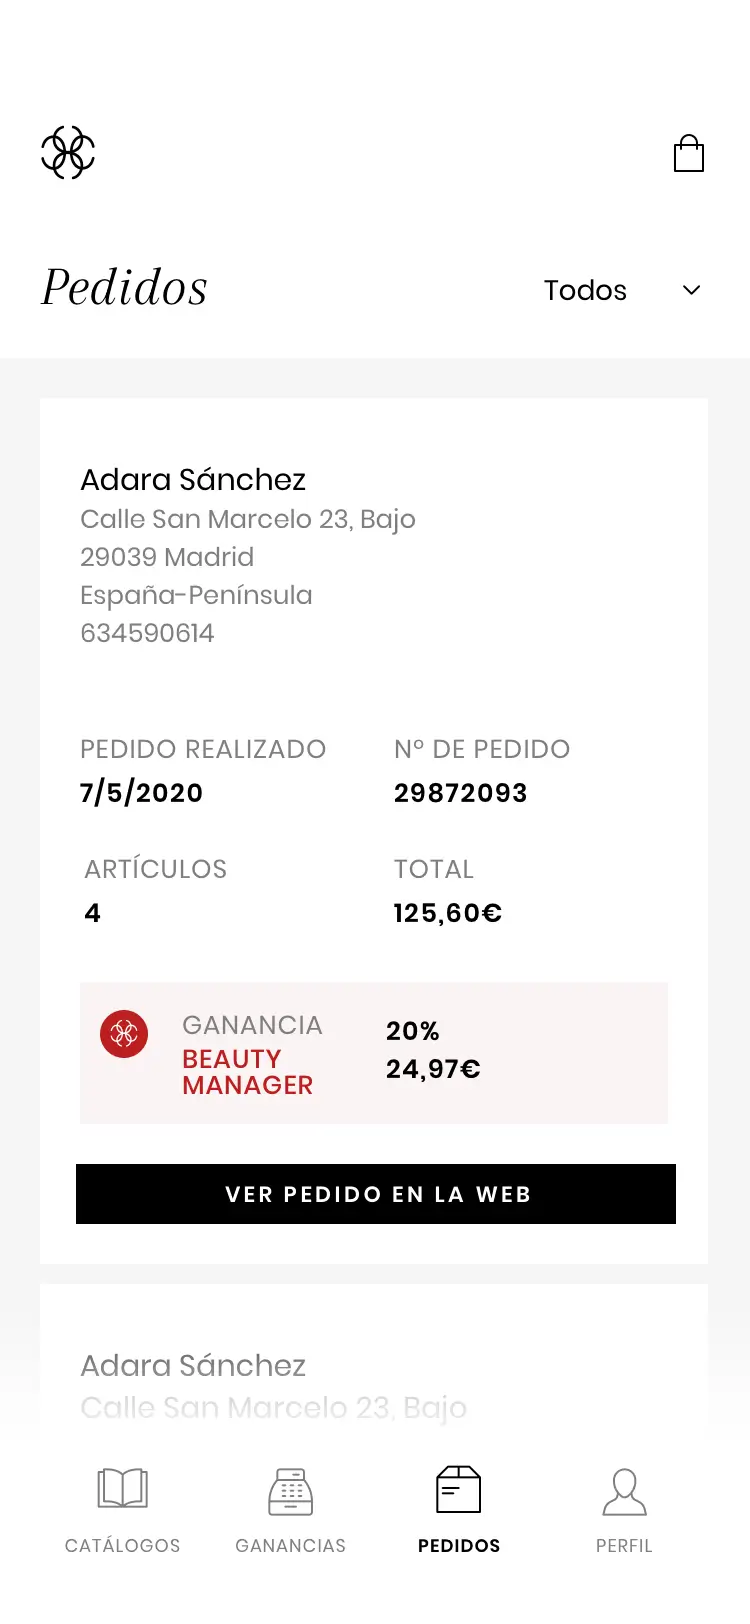 Pedidos
Todos
Adara Sánchez
Calle San Marcelo 23, Bajo
29039 Madrid
España-Península
634590614
PEDIDO REALIZADO
Nº DE PEDIDO
7/5/2020
29872093
ARTÍCULOS
TOTAL
4
125,60€
GANANCIA
BEAUTY
MANAGER
20%
24,97€
VER PEDIDO EN LA WEB
Adara Sánchez
Calle San Marcelo 23, Bajo
CATÁLOGOS
GANANCIAS
PEDIDOS
PERFIL